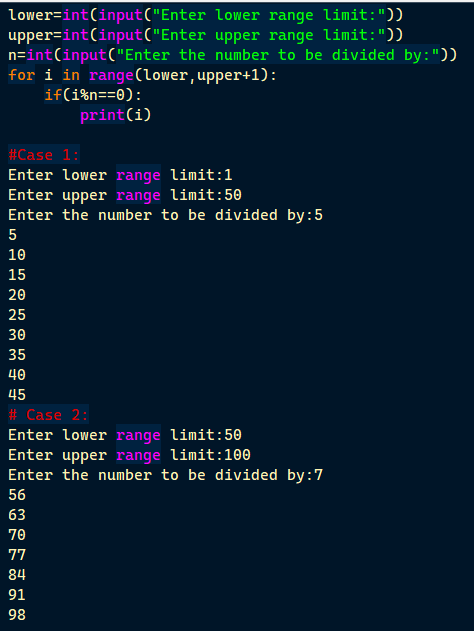 lower=int(input("Enter lower range limit:"))
upper=int(input("Enter upper range limit:"))
n=int(input("Enter the number to be divided by:"))
for i in range(lower,upper+1):
    if(i%n==0):
        print(i)

#Case 1:
Enter lower range limit:1
Enter upper range limit:50
Enter the number to be divided by:5
5
10
15
20
25
30
35
40
45
# Case 2:
Enter lower range limit:50
Enter upper range limit:100
Enter the number to be divided by:7
56
63
70
77
84
91
98